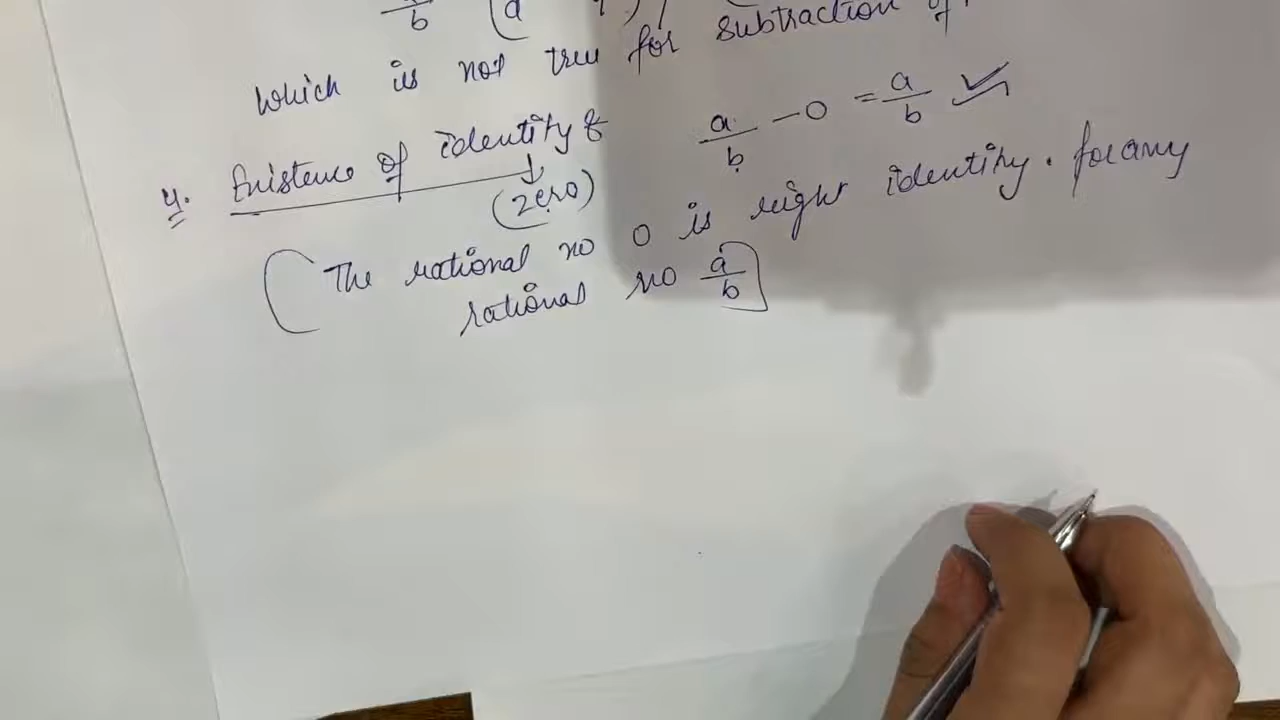 b (a
which is not true for subtraction of
4. Existence of identity &
(zero)
a/b - 0 = a/b
(The rational no 0 is right identity. for any
rational no a/b]